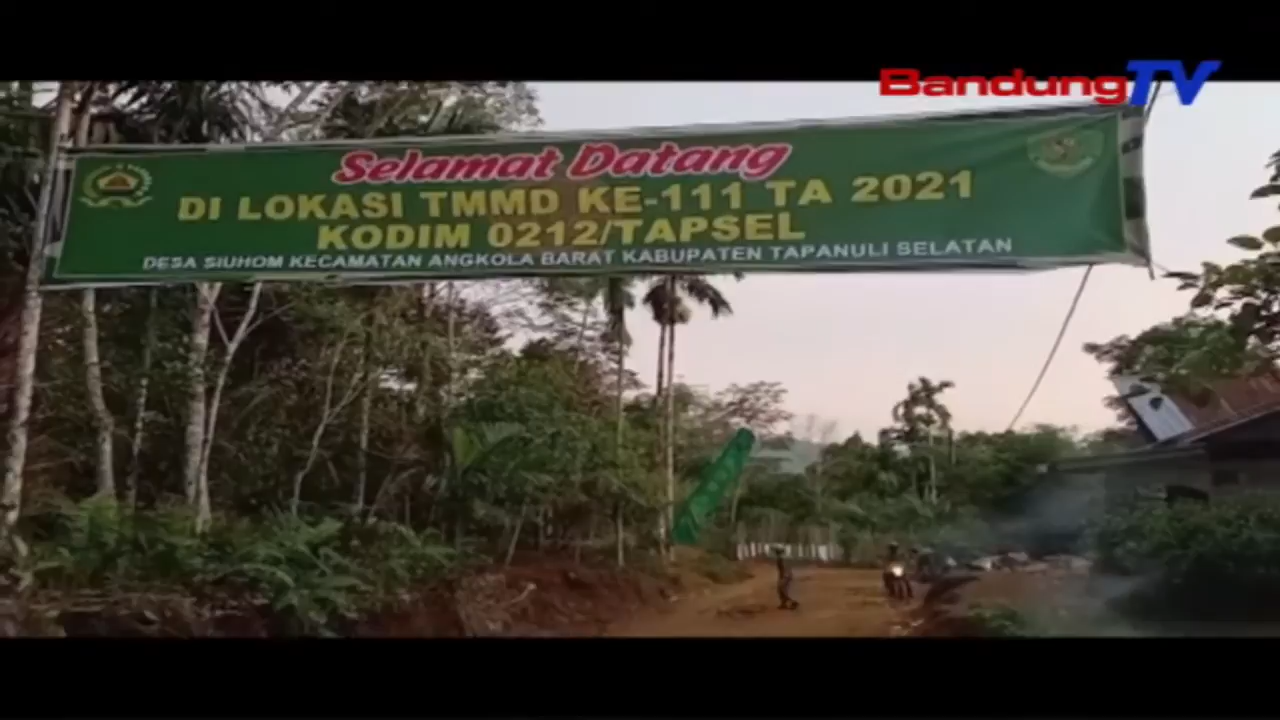 BandungTV
Selamat Datang
DI LOKASI TMMD KE-111 TA 2021
KODIM 0212/TAPSEL
DESA SIUHOM KECAMATAN ANGKOLA BARAT KABUPATEN TAPANULI SELATAN